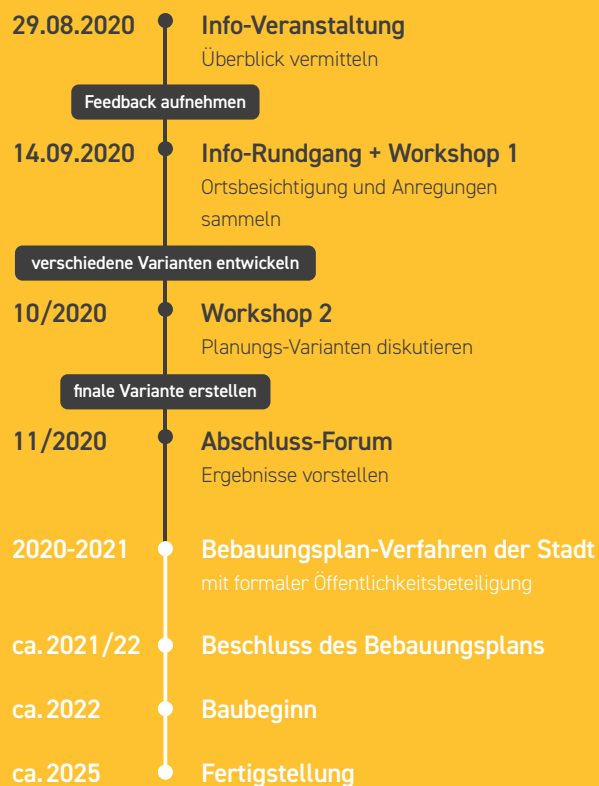 29.08.2020 Info-Veranstaltung
Überblick vermitteln
Feedback aufnehmen
14.09.2020 Info-Rundgang + Workshop 1
Ortsbesichtigung und Anregungen
sammeln
verschiedene Varianten entwickeln
10/2020 Workshop 2
Planungs-Varianten diskutieren
finale Variante erstellen
11/2020 Abschluss-Forum
Ergebnisse vorstellen
2020-2021 Bebauungsplan-Verfahren der Stadt
mit formaler Öffentlichkeitsbeteiligung
ca. 2021/22 Beschluss des Bebauungsplans
ca. 2022 Baubeginn
ca. 2025 Fertigstellung